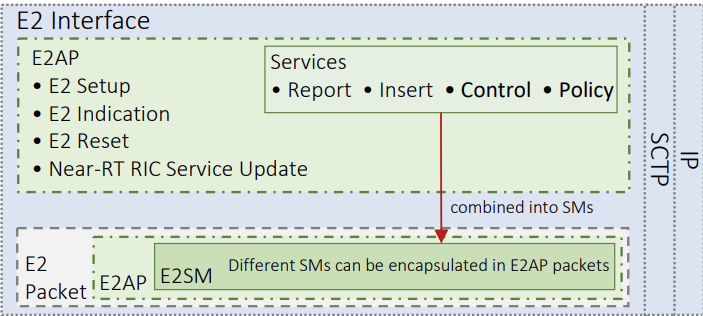 E2 Interface
E2AP
• E2 Setup
• E2 Indication
• E2 Reset
• Near-RT RIC Service Update
Services
• Report • Insert • Control • Policy
combined into SMs
E2
Packet
E2AP
E2SM
Different SMs can be encapsulated in E2AP packets
SCTP
IP